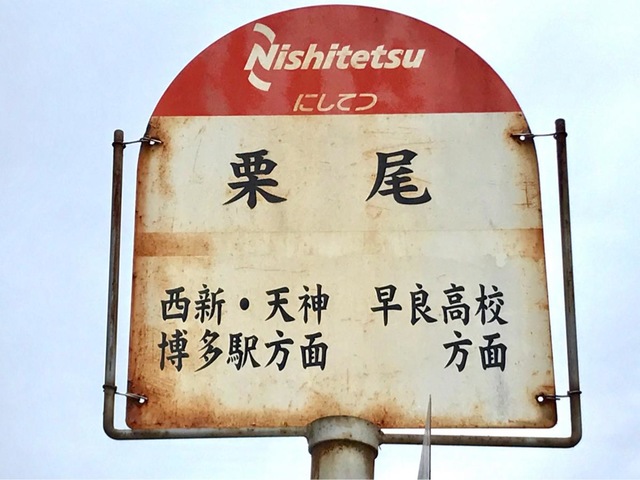 Nishitetsu
にしてつ
栗尾
西新・天神
博多駅方面
早良高校
方面